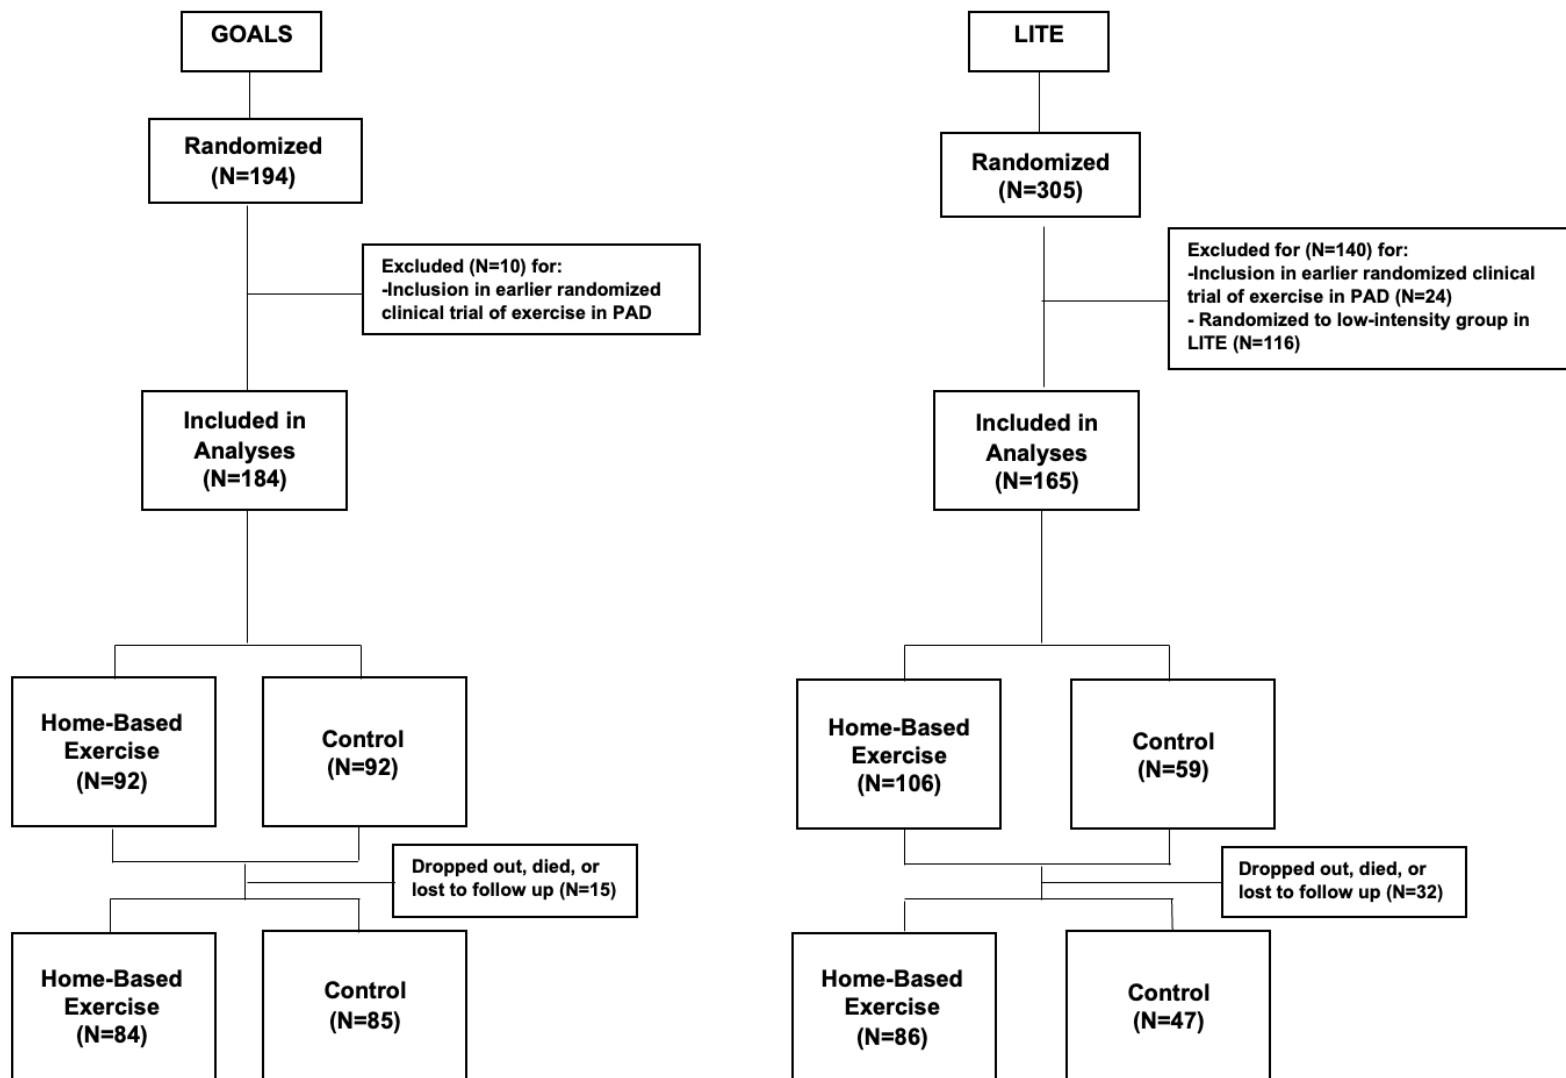 GOALS
Randomized
(N=194)
Excluded (N=10) for:
-Inclusion in earlier randomized
clinical trial of exercise in PAD
Included in
Analyses
(N=184)
Home-Based
Exercise
(N=92)
Control
(N=92)
Dropped out, died, or
lost to follow up (N=15)
Home-Based
Exercise
(N=84)
Control
(N=85)
LITE
Randomized
(N=305)
Excluded for (N=140) for:
-Inclusion in earlier randomized clinical
trial of exercise in PAD (N=24)
- Randomized to low-intensity group in
LITE (N=116)
Included in
Analyses
(N=165)
Home-Based
Exercise
(N=106)
Control
(N=59)
Dropped out, died, or
lost to follow up (N=32)
Home-Based
Exercise
(N=86)
Control
(N=47)